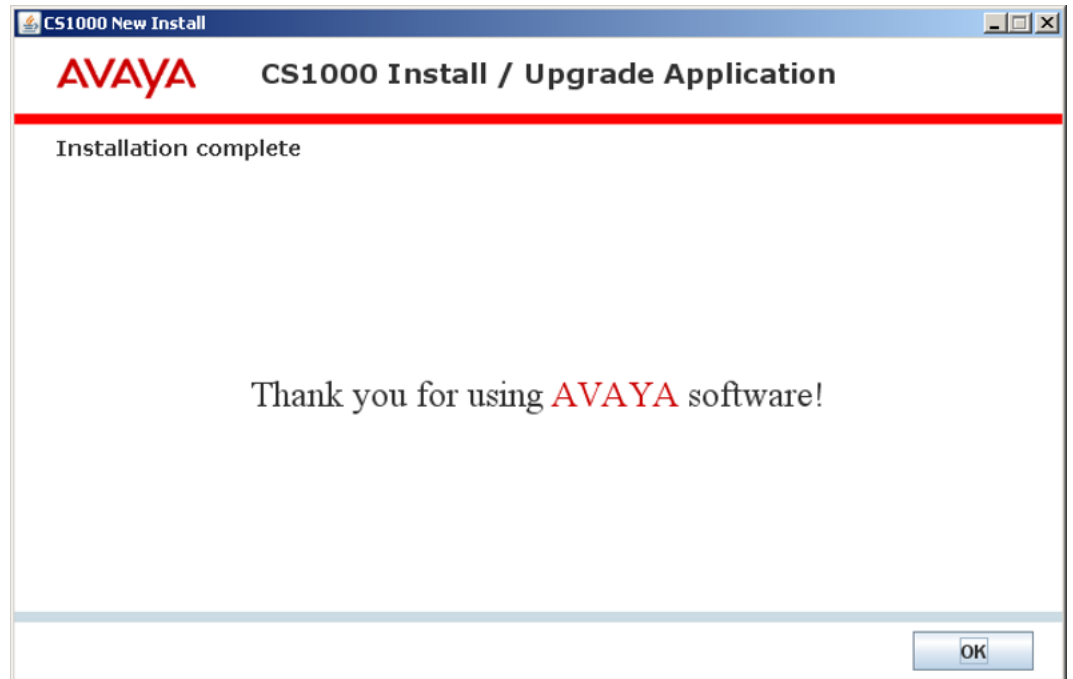 CS1000 New Install
AVAYA CS1000 Install / Upgrade Application
Installation complete
Thank you for using AVAYA software!
OK